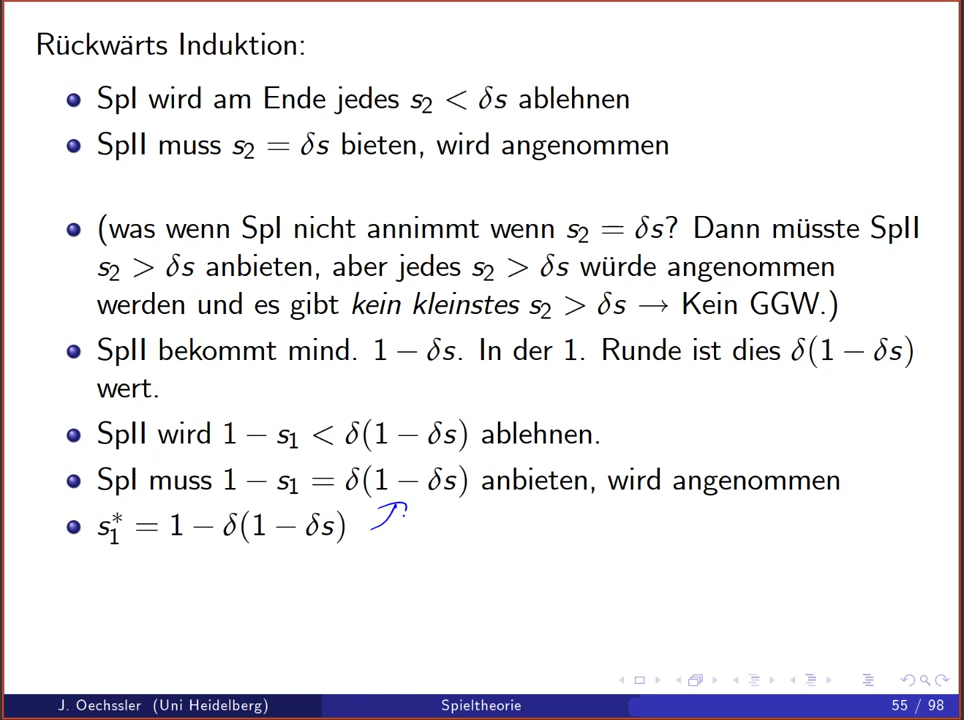 Rückwärts Induktion:
SpI wird am Ende jedes s₂ < δs ablehnen
SpII muss s₂ = δs bieten, wird angenommen
(was wenn SpI nicht annimmt wenn s₂ = δs? Dann müsste SpII
s₂ > δs anbieten, aber jedes s₂ > δs würde angenommen
werden und es gibt kein kleinstes s₂ > δs → Kein GGW.)
SpII bekommt mind. 1 − δs. In der 1. Runde ist dies δ(1 − δs)
wert.
SpII wird 1 − s₁ < δ(1 − δs) ablehnen.
SpI muss 1 − s₁ = δ(1 − δs) anbieten, wird angenommen
s₁* = 1 − δ(1 − δs)
J. Oechssler (Uni Heidelberg) Spieltheorie 55 / 98